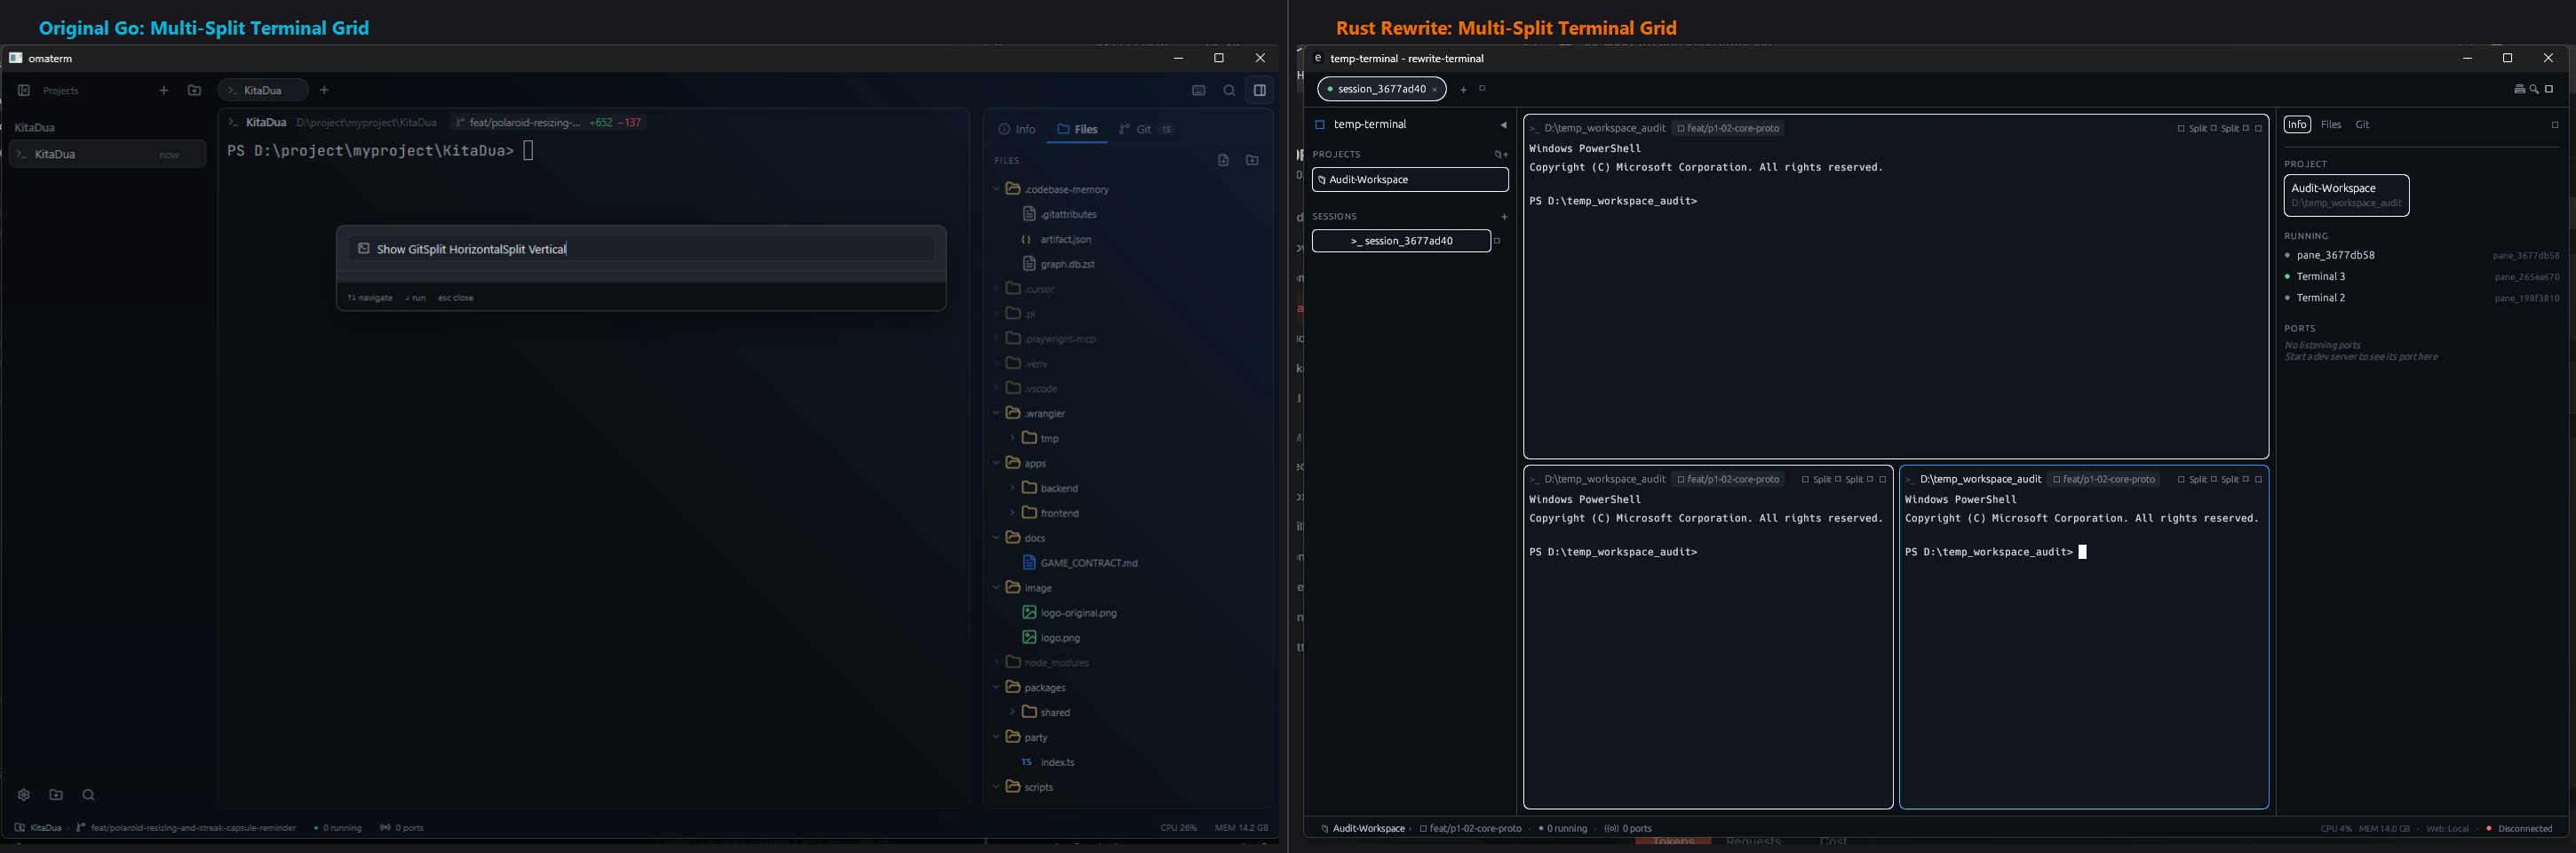 Original Go: Multi-Split Terminal Grid
omaterm
Projects
KitaDua
KitaDua
KitaDua now
>_ KitaDua D:\project\myproject\KitaDua feat/polaroid-resizing-... +652 −137
PS D:\project\myproject\KitaDua>
Show GitSplit HorizontalSplit Vertical
↑↓ navigate ↵ run esc close
Info Files Git 15
FILES
.codebase-memory
.gitattributes
artifact.json
graph.db.zst
.cursor
.pi
.playwright-mcp
.venv
.vscode
.wrangler
tmp
apps
backend
frontend
docs
GAME_CONTRACT.md
image
logo-original.png
logo.png
node_modules
packages
shared
party
TS index.ts
scripts
KitaDua feat/polaroid-resizing-and-streak-capsule-reminder 0 running 0 ports
CPU 26% MEM 14.2 GB
Rust Rewrite: Multi-Split Terminal Grid
temp-terminal - rewrite-terminal
session_3677ad40 × +
temp-terminal
PROJECTS
Audit-Workspace
SESSIONS +
>_ session_3677ad40
>_ D:\temp_workspace_audit feat/p1-02-core-proto Split Split
Windows PowerShell
Copyright (C) Microsoft Corporation. All rights reserved.
PS D:\temp_workspace_audit>
>_ D:\temp_workspace_audit feat/p1-02-core-proto Split Split
Windows PowerShell
Copyright (C) Microsoft Corporation. All rights reserved.
PS D:\temp_workspace_audit>
>_ D:\temp_workspace_audit feat/p1-02-core-proto Split Split
Windows PowerShell
Copyright (C) Microsoft Corporation. All rights reserved.
PS D:\temp_workspace_audit>
Info Files Git
PROJECT
Audit-Workspace
D:\temp_workspace_audit
RUNNING
pane_3677db58 pane_3677db58
Terminal 3 pane_265ea670
Terminal 2 pane_198f3810
PORTS
No listening ports
Start a dev server to see its port here
Audit-Workspace › feat/p1-02-core-proto · 0 running · ((o)) 0 ports
CPU 4% MEM 14.0 GB · Web: Local · Disconnected
Tokens Requests Cost